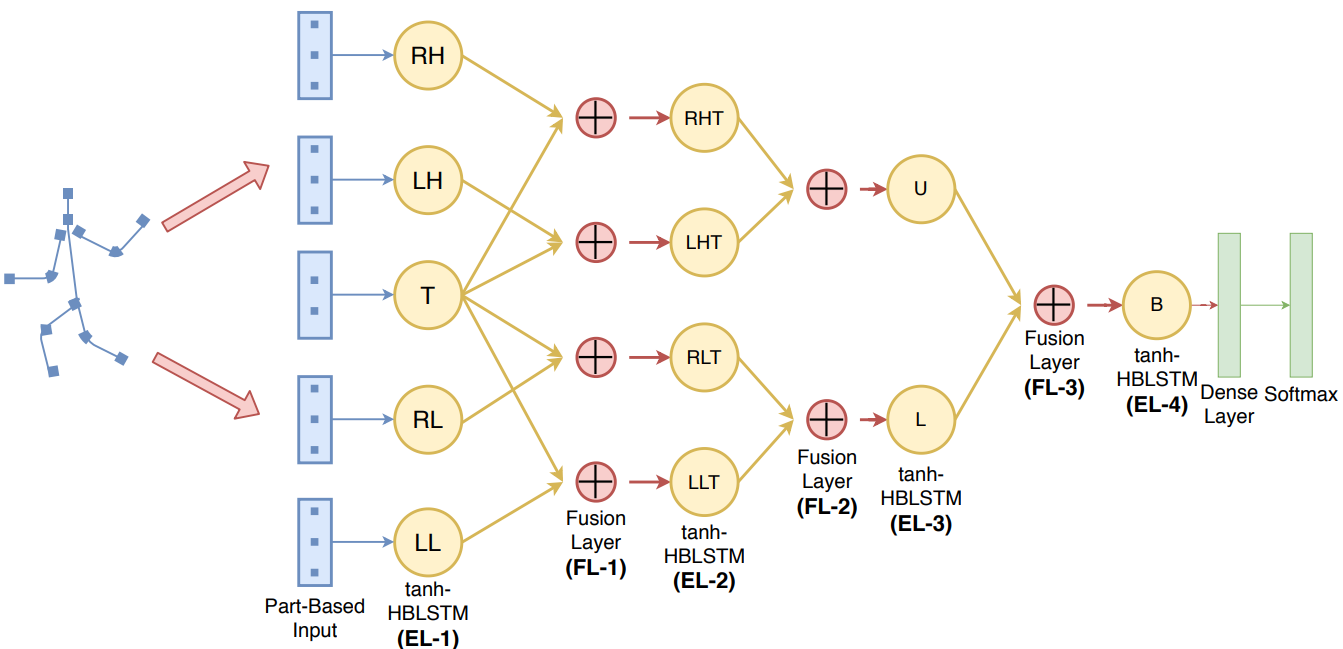 RH
LH
T
RL
LL
Part-Based
Input
tanh-
HBLSTM
(EL-1)
Fusion
Layer
(FL-1)
RHT
LHT
RLT
LLT
tanh-
HBLSTM
(EL-2)
Fusion
Layer
(FL-2)
U
L
tanh-
HBLSTM
(EL-3)
Fusion
Layer
(FL-3)
B
tanh-
HBLSTM
(EL-4)
Dense
Layer
Softmax